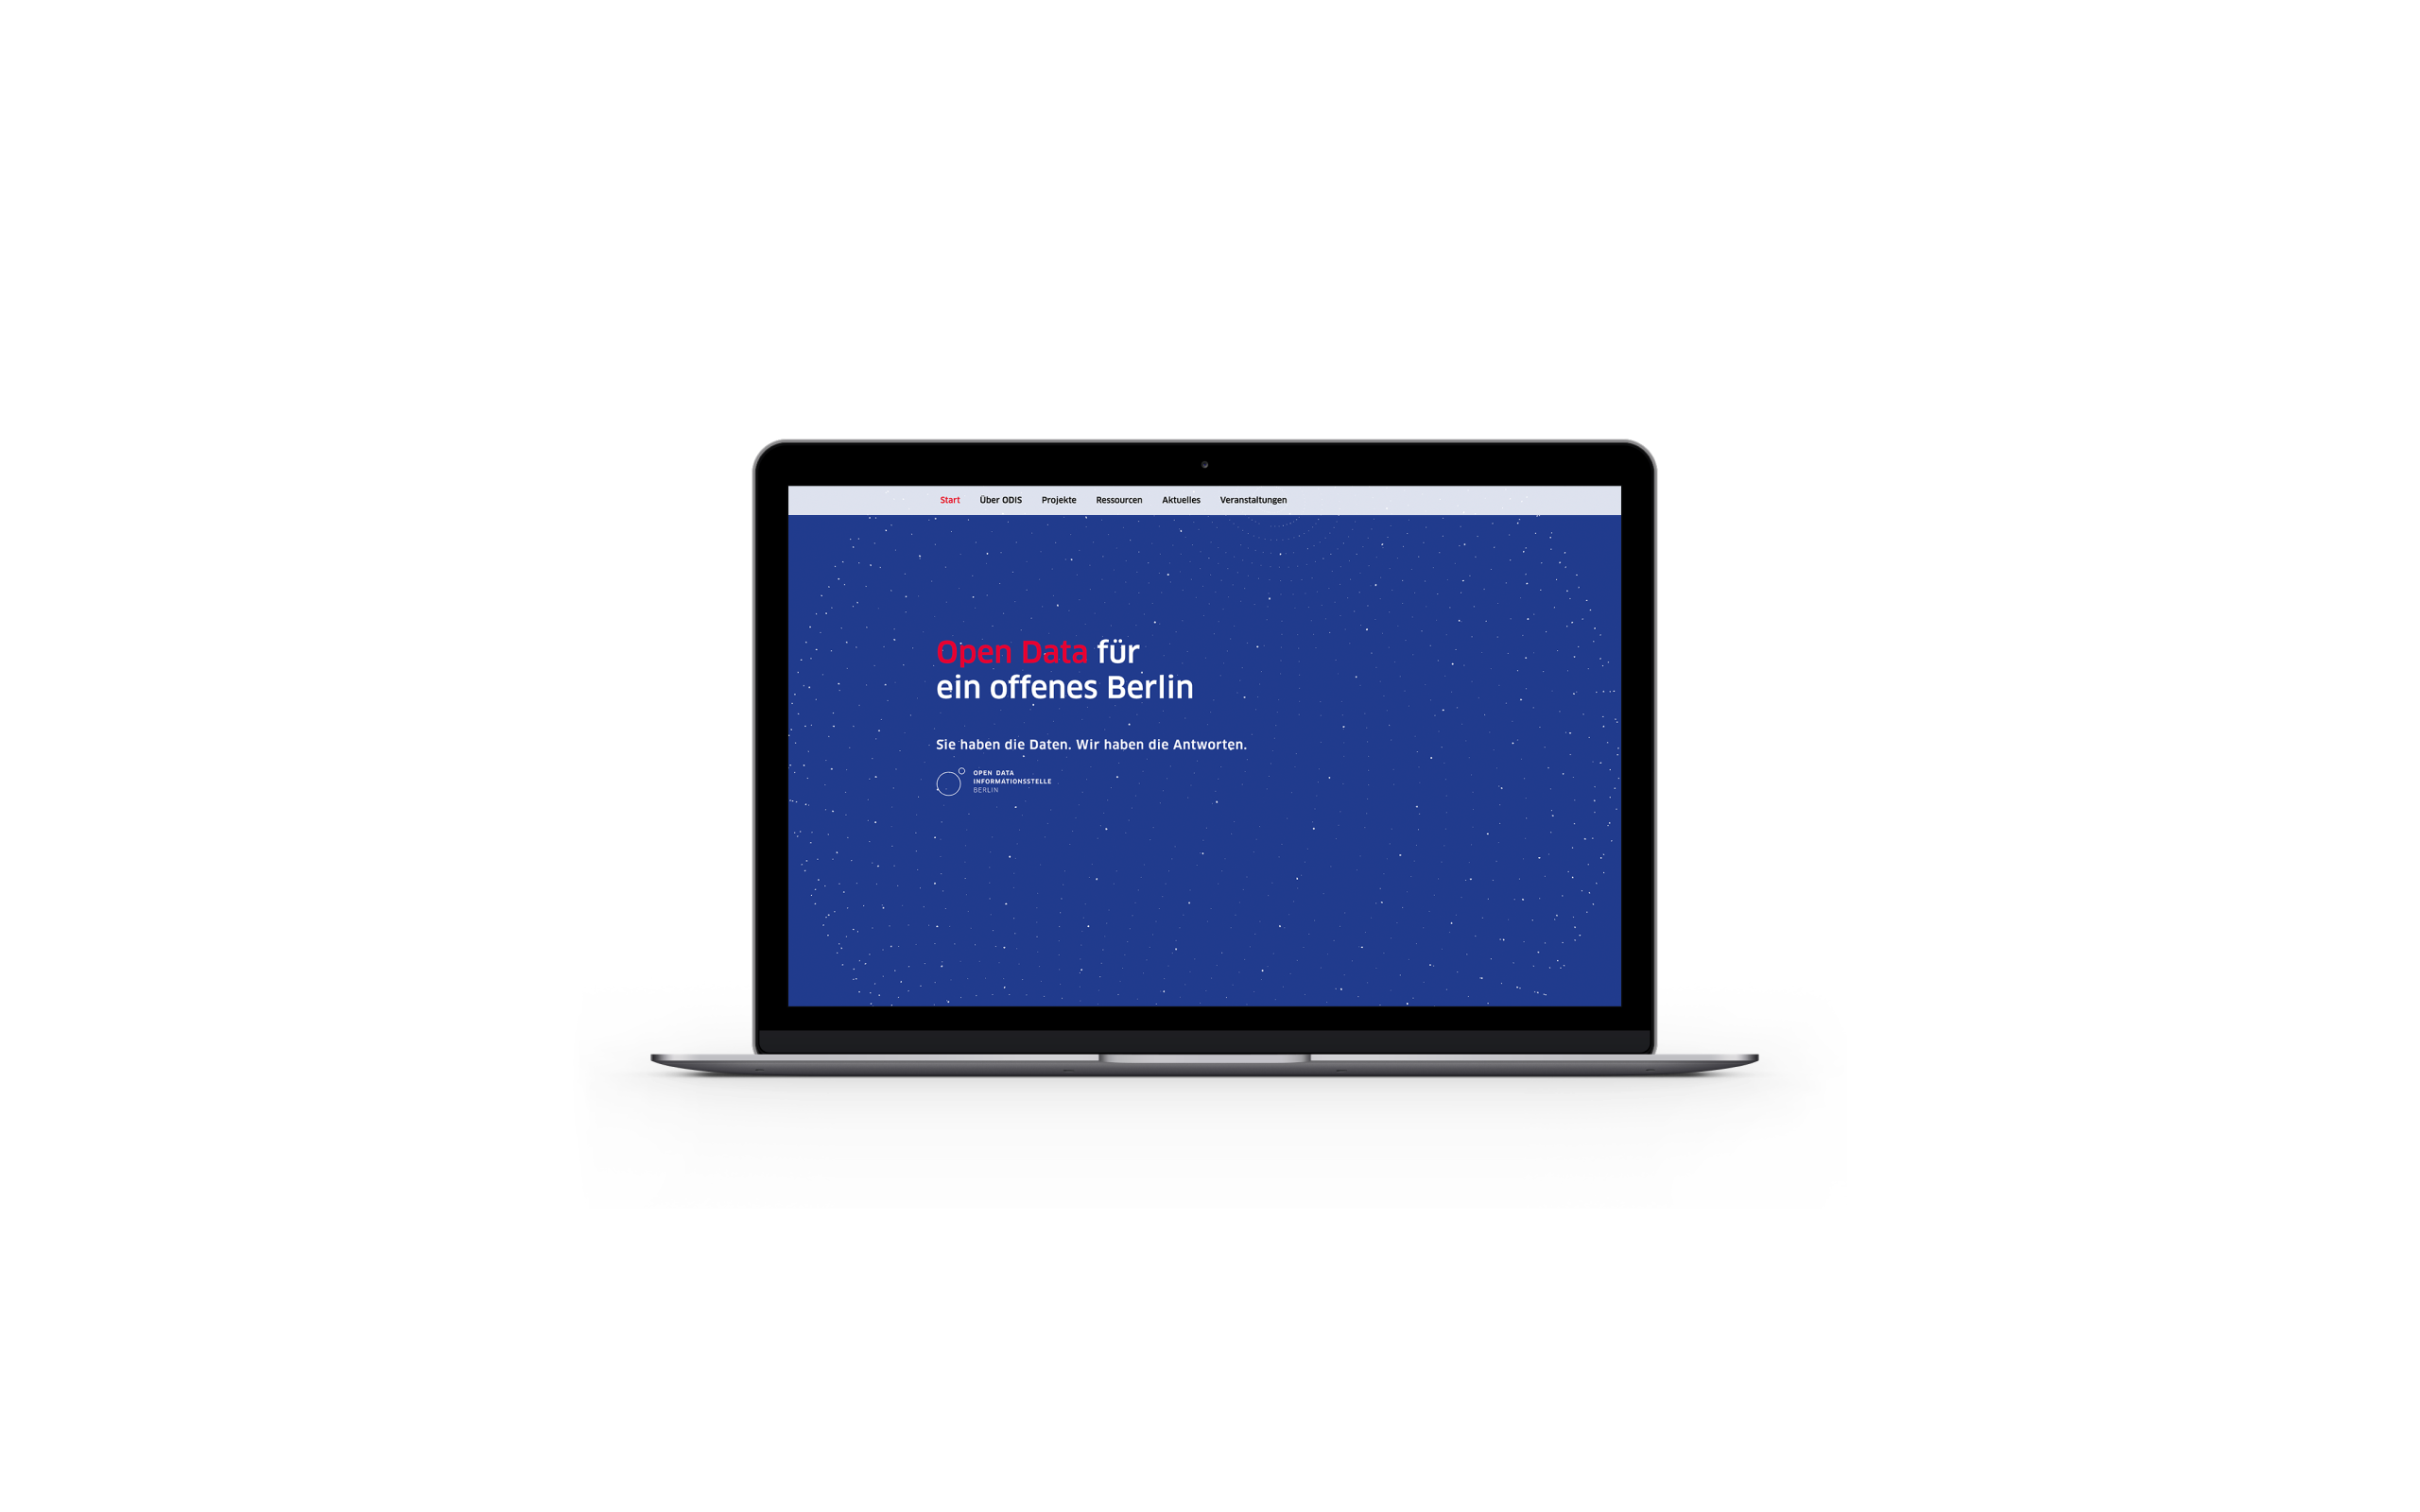 Start Über ODIS Projekte Ressourcen Aktuelles Veranstaltungen
Open Data für
ein offenes Berlin
Sie haben die Daten. Wir haben die Antworten.
OPEN DATA
INFORMATIONSSTELLE
BERLIN